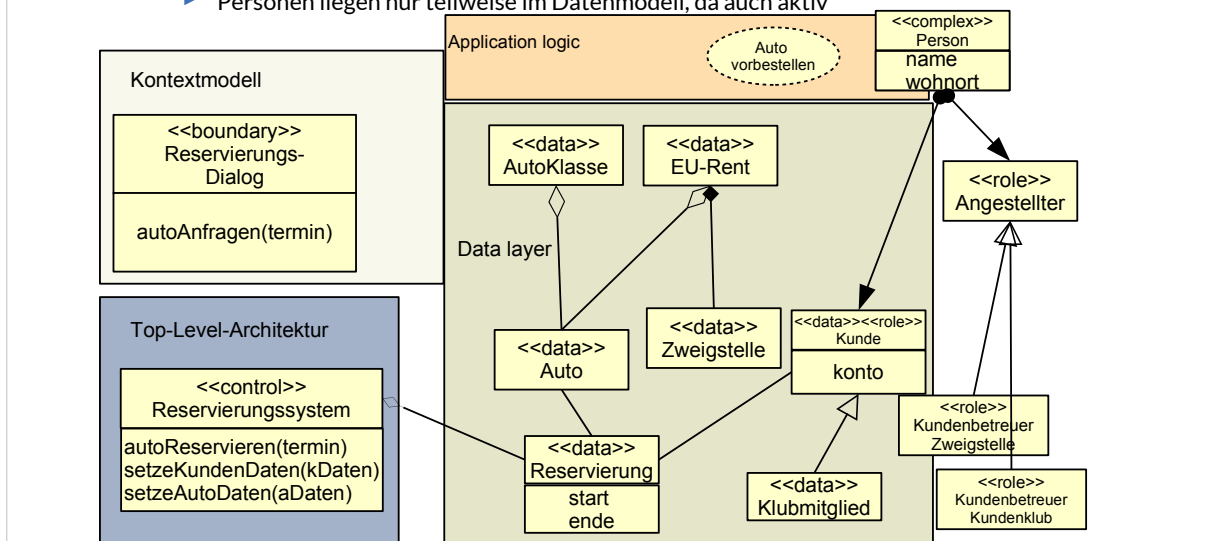 Personen liegen nur teilweise im Datenmodell, da auch aktiv
Kontextmodell
<<boundary>>
Reservierungs-
Dialog
autoAnfragen(termin)
Application logic
Auto
vorbestellen
<<complex>>
Person
name
wohnort
<<data>>
AutoKlasse
<<data>>
EU-Rent
<<role>>
Angestellter
Data layer
Top-Level-Architektur
<<control>>
Reservierungssystem
autoReservieren(termin)
setzeKundenDaten(kDaten)
setzeAutoDaten(aDaten)
<<data>>
Auto
<<data>>
Zweigstelle
<<data>><<role>>
Kunde
konto
<<data>>
Reservierung
start
ende
<<data>>
Klubmitglied
<<role>>
Kundenbetreuer
Zweigstelle
<<role>>
Kundenbetreuer
Kundenklub